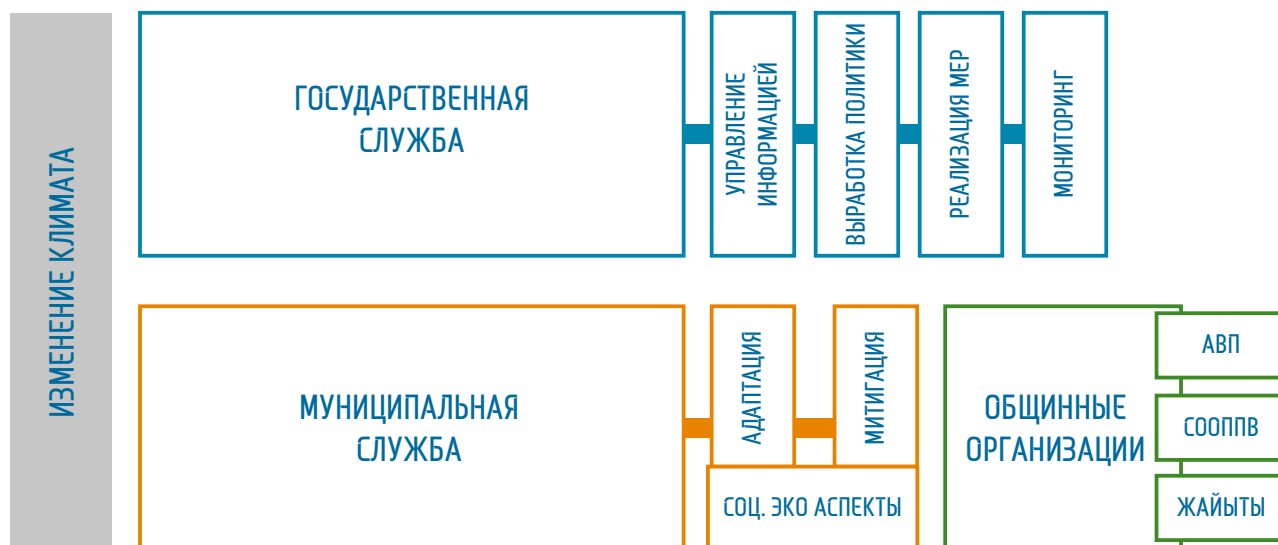 ИЗМЕНЕНИЕ КЛИМАТА
ГОСУДАРСТВЕННАЯ
СЛУЖБА
УПРАВЛЕНИЕ
ИНФОРМАЦИЕЙ
ВЫРАБОТКА ПОЛИТИКИ
РЕАЛИЗАЦИЯ МЕР
МОНИТОРИНГ
МУНИЦИПАЛЬНАЯ
СЛУЖБА
АДАПТАЦИЯ
МИТИГАЦИЯ
СОЦ. ЭКО АСПЕКТЫ
ОБЩИННЫЕ
ОРГАНИЗАЦИИ
АВП
СООППВ
ЖАЙЫТЫ